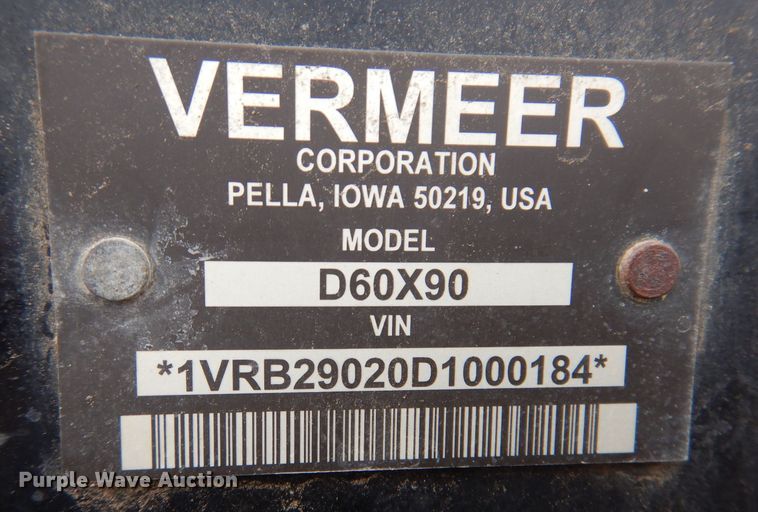 VERMEER
CORPORATION
PELLA, IOWA 50219, USA
MODEL
D60X90
VIN
*1VRB29020D1000184*
Purple Wave Auction